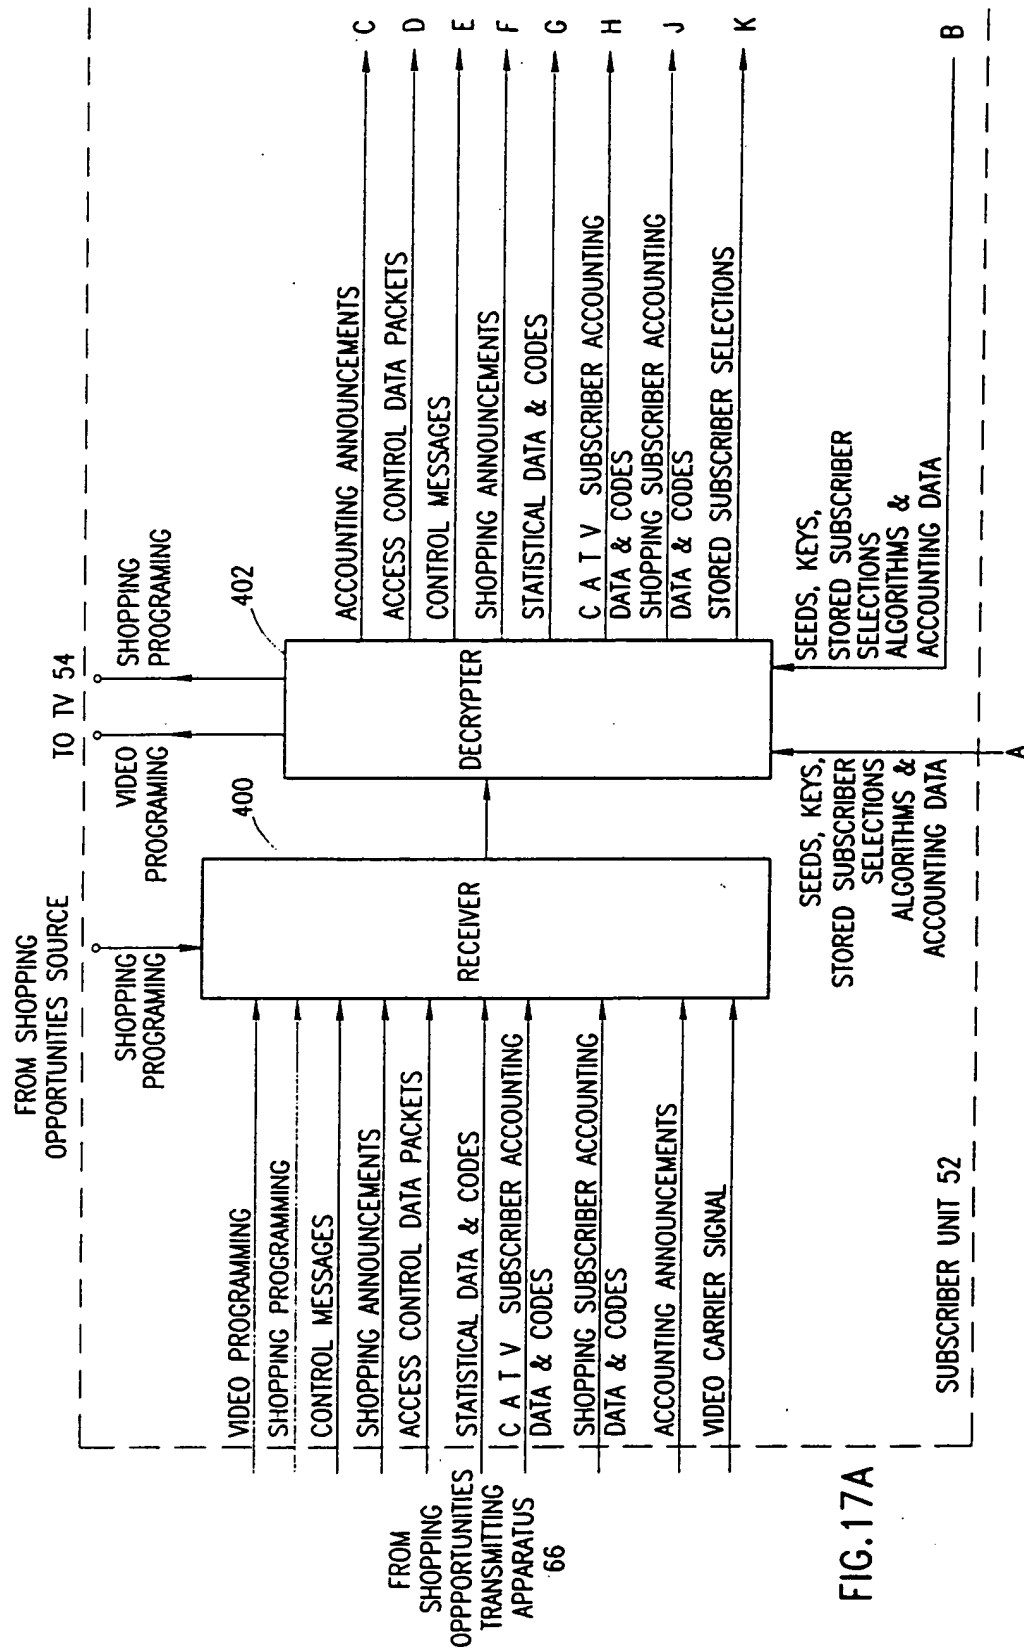 FROM SHOPPING
OPPORTUNITIES SOURCE
SHOPPING
PROGRAMING
TO TV 54
VIDEO
PROGRAMING
SHOPPING
PROGRAMING
400
402
FROM
SHOPPING
OPPPORTUNITIES
TRANSMITTING
APPARATUS
66
VIDEO PROGRAMMING
SHOPPING PROGRAMMING
CONTROL MESSAGES
SHOPPING ANNOUNCEMENTS
ACCESS CONTROL DATA PACKETS
STATISTICAL DATA & CODES
C A T V SUBSCRIBER ACCOUNTING
DATA & CODES
SHOPPING SUBSCRIBER ACCOUNTING
DATA & CODES
ACCOUNTING ANNOUNCEMENTS
VIDEO CARRIER SIGNAL
RECEIVER
DECRYPTER
ACCOUNTING ANNOUNCEMENTS
C
ACCESS CONTROL DATA PACKETS
D
CONTROL MESSAGES
E
SHOPPING ANNOUNCEMENTS
F
STATISTICAL DATA & CODES
G
C A T V SUBSCRIBER ACCOUNTING
DATA & CODES
H
SHOPPING SUBSCRIBER ACCOUNTING
DATA & CODES
J
STORED SUBSCRIBER SELECTIONS
K
SEEDS, KEYS,
STORED SUBSCRIBER
SELECTIONS
ALGORITHMS &
ACCOUNTING DATA
A
SEEDS, KEYS,
STORED SUBSCRIBER
SELECTIONS
ALGORITHMS &
ACCOUNTING DATA
B
SUBSCRIBER UNIT 52
FIG.17A